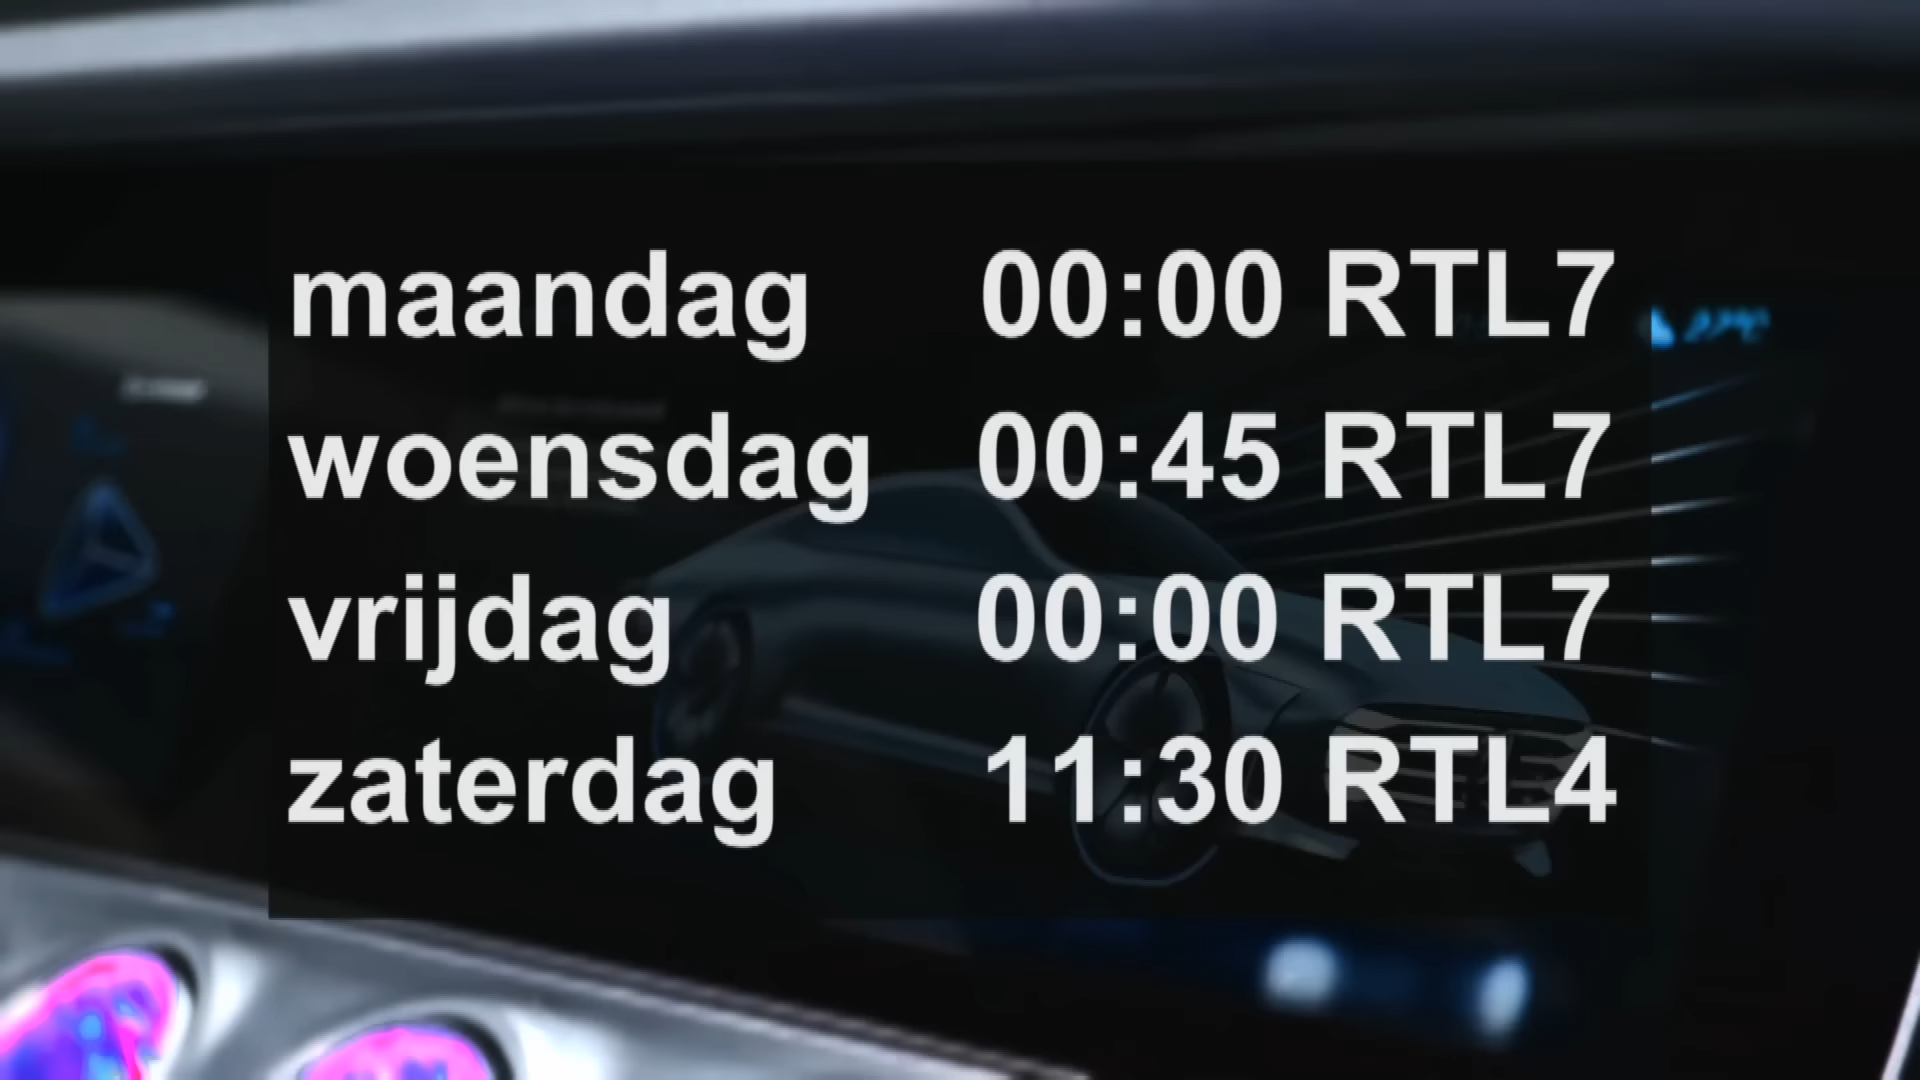 maandag 00:00 RTL7
woensdag 00:45 RTL7
vrijdag 00:00 RTL7
zaterdag 11:30 RTL4